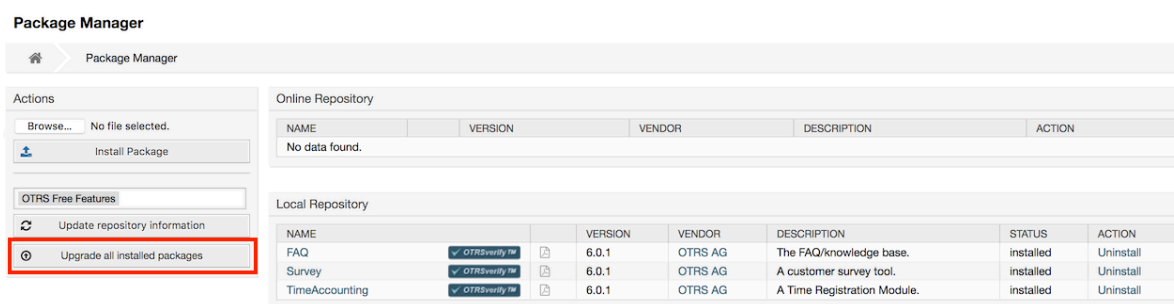 Package Manager
Package Manager
Actions
Browse... No file selected.
Install Package
OTRS Free Features
Update repository information
Upgrade all installed packages
Online Repository
NAME VERSION VENDOR DESCRIPTION ACTION
No data found.
Local Repository
NAME VERSION VENDOR DESCRIPTION STATUS ACTION
FAQ OTRSverify™ 6.0.1 OTRS AG The FAQ/knowledge base. installed Uninstall
Survey OTRSverify™ 6.0.1 OTRS AG A customer survey tool. installed Uninstall
TimeAccounting OTRSverify™ 6.0.1 OTRS AG A Time Registration Module. installed Uninstall